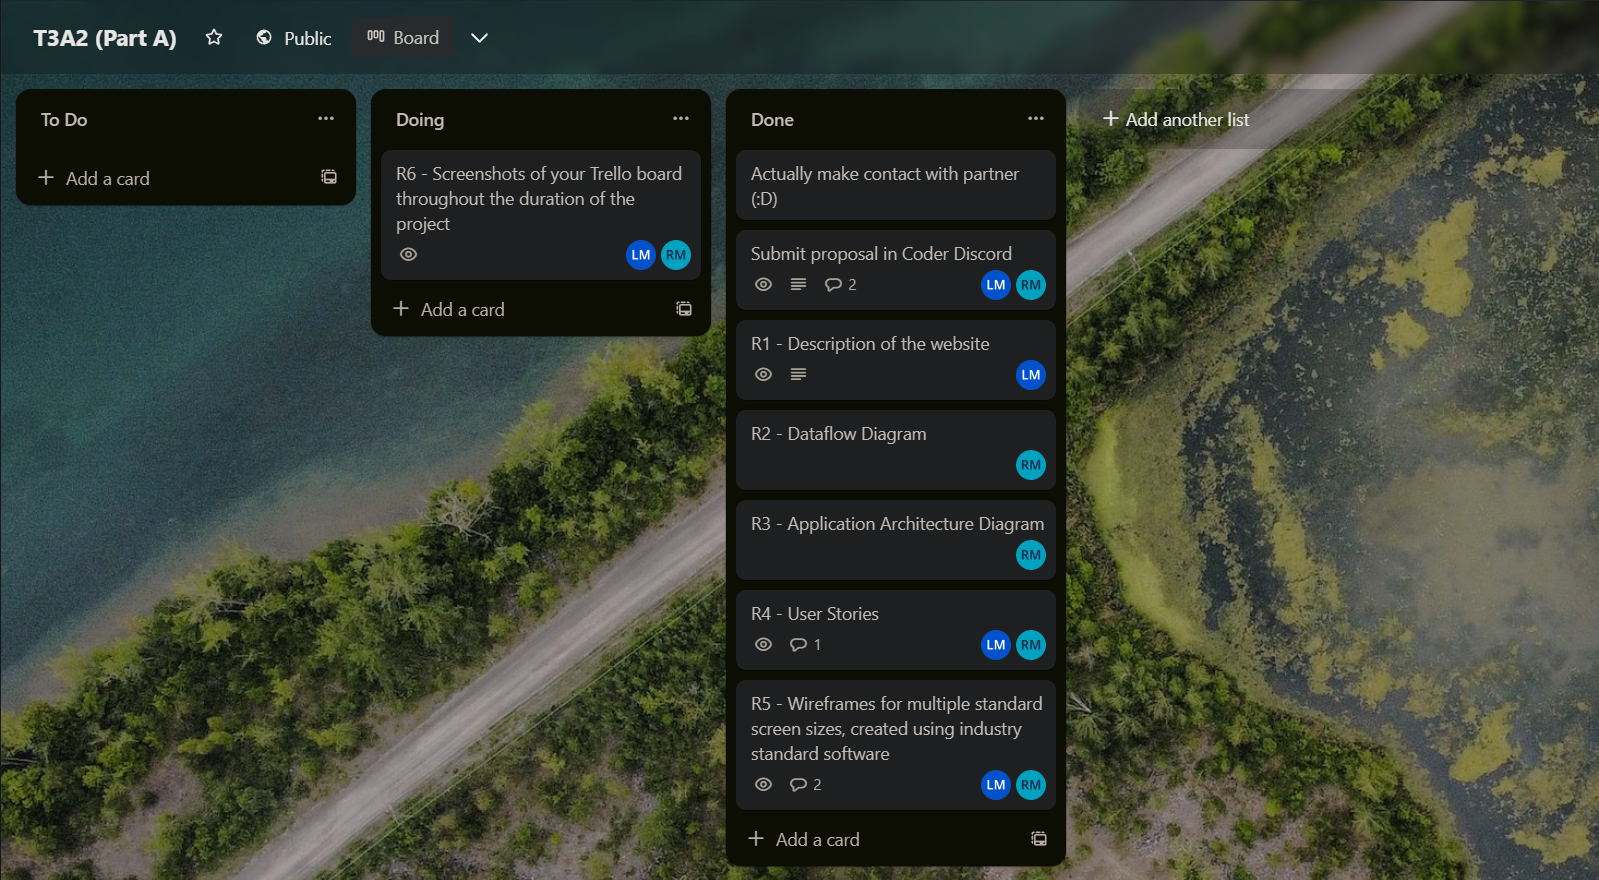 T3A2 (Part A)
Public
Board
To Do
Add a card
Doing
R6 - Screenshots of your Trello board
throughout the duration of the
project
LM
RM
Add a card
Done
Actually make contact with partner
(:D)
Submit proposal in Coder Discord
2
LM
RM
R1 - Description of the website
LM
R2 - Dataflow Diagram
RM
R3 - Application Architecture Diagram
RM
R4 - User Stories
1
LM
RM
R5 - Wireframes for multiple standard
screen sizes, created using industry
standard software
2
LM
RM
Add a card
Add another list